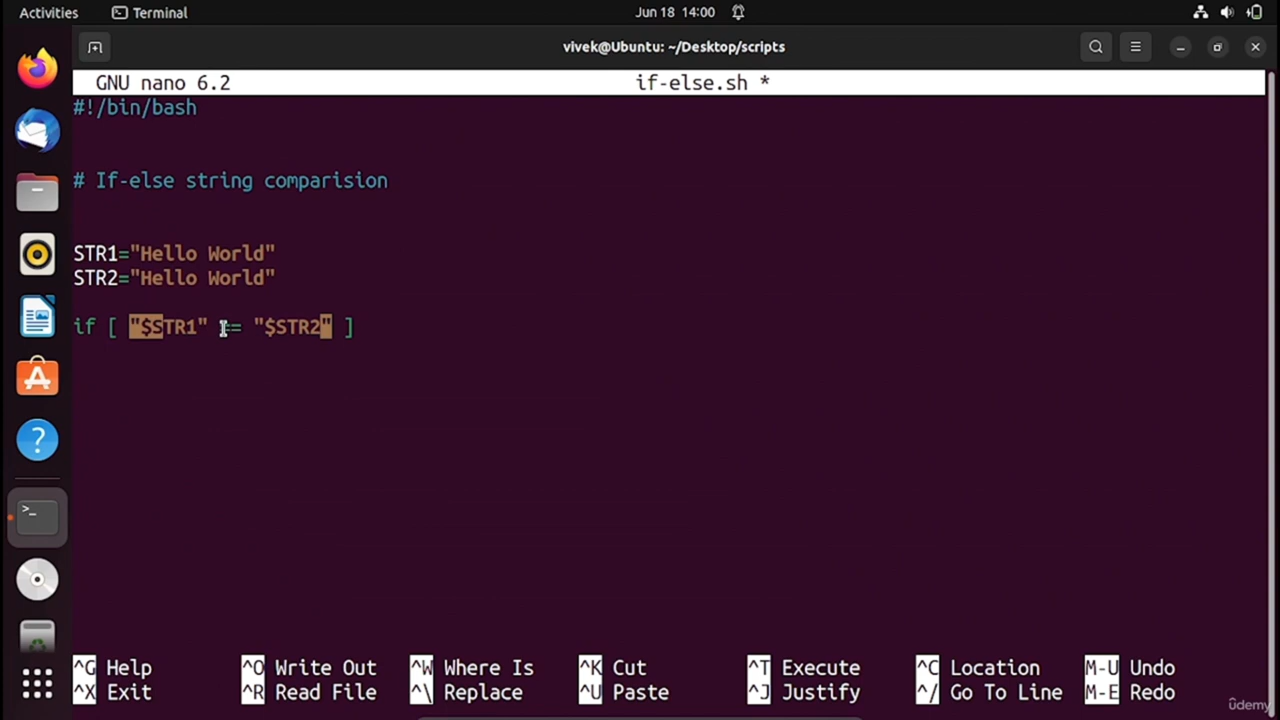 Activities Terminal Jun 18 14:00
vivek@Ubuntu: ~/Desktop/scripts
GNU nano 6.2 if-else.sh *
#!/bin/bash
# If-else string comparision
STR1="Hello World"
STR2="Hello World"
if [ "$STR1" == "$STR2" ]
^G Help ^O Write Out ^W Where Is ^K Cut ^T Execute ^C Location M-U Undo
^X Exit ^R Read File ^\ Replace ^U Paste ^J Justify ^/ Go To Line M-E Redo
udemy